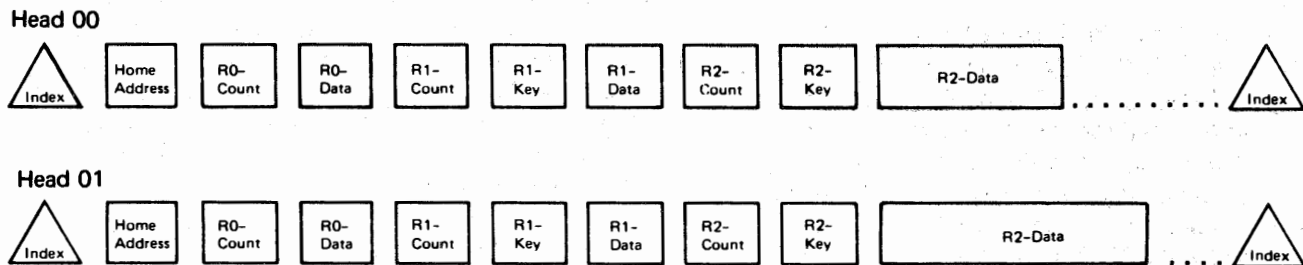 Head 00
Index
Home
Address
R0-
Count
R0-
Data
R1-
Count
R1-
Key
R1-
Data
R2-
Count
R2-
Key
R2-Data
Index
Head 01
Index
Home
Address
R0-
Count
R0-
Data
R1-
Count
R1-
Key
R1-
Data
R2-
Count
R2-
Key
R2-Data
Index